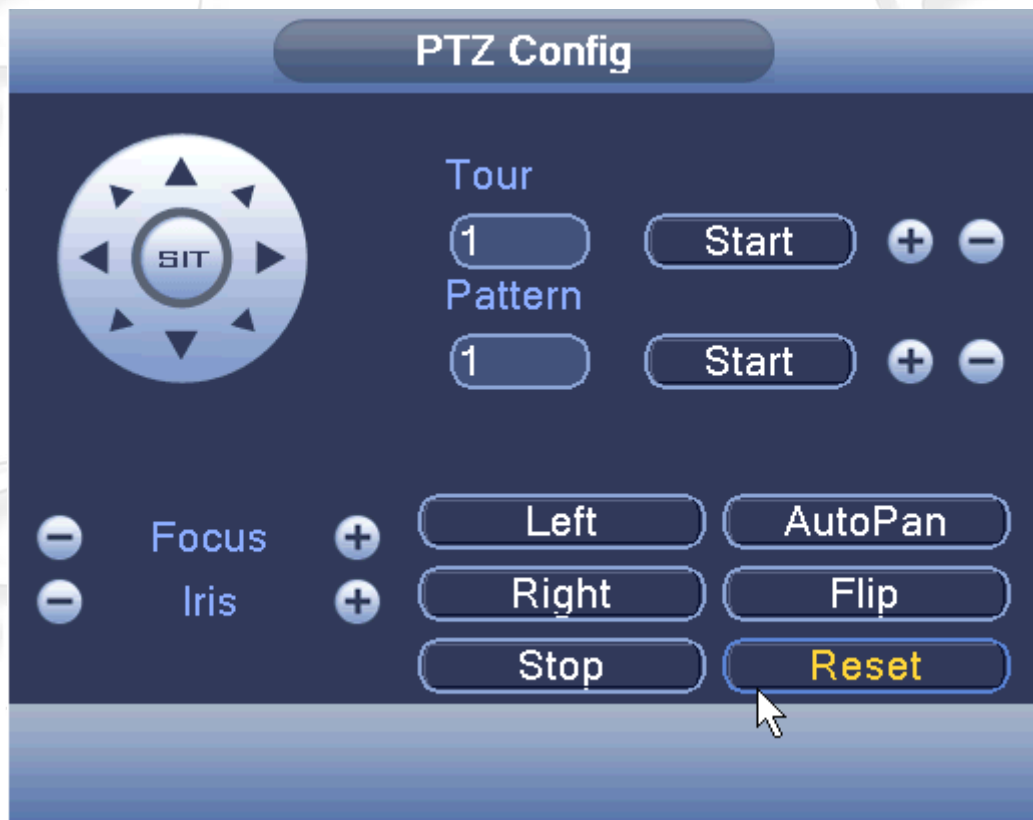 PTZ Config
SIT
Tour
1 Start
Pattern
1 Start
Focus
Iris
Left AutoPan
Right Flip
Stop Reset